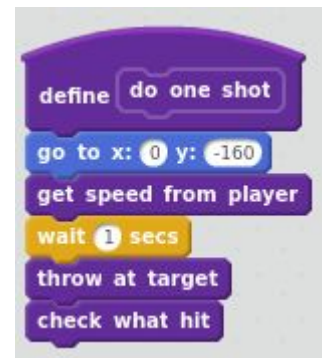 define do one shot
go to x: 0 y: -160
get speed from player
wait 1 secs
throw at target
check what hit